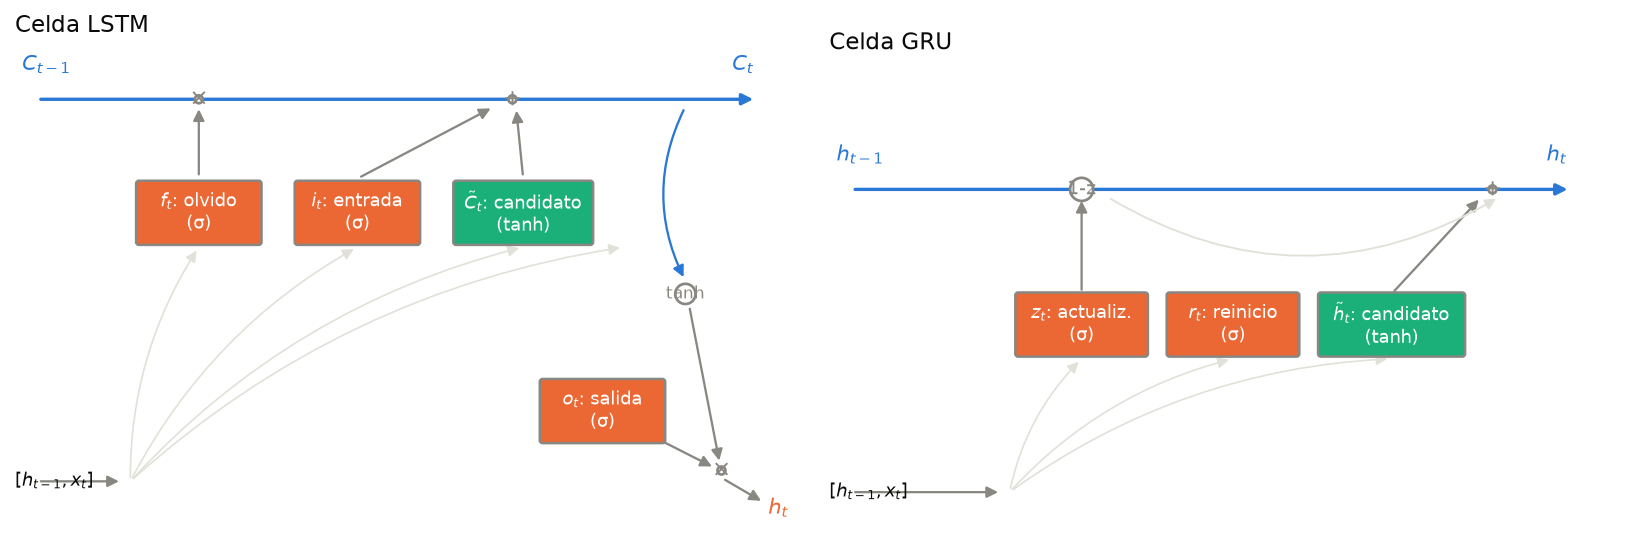 Celda LSTM
C_{t−1}
C_t
×
+
f_t: olvido
(σ)
i_t: entrada
(σ)
C̃_t: candidato
(tanh)
tanh
o_t: salida
(σ)
×
[h_{t−1}, x_t]
h_t
Celda GRU
h_{t−1}
h_t
1-z
+
z_t: actualiz.
(σ)
r_t: reinicio
(σ)
h̃_t: candidato
(tanh)
[h_{t−1}, x_t]